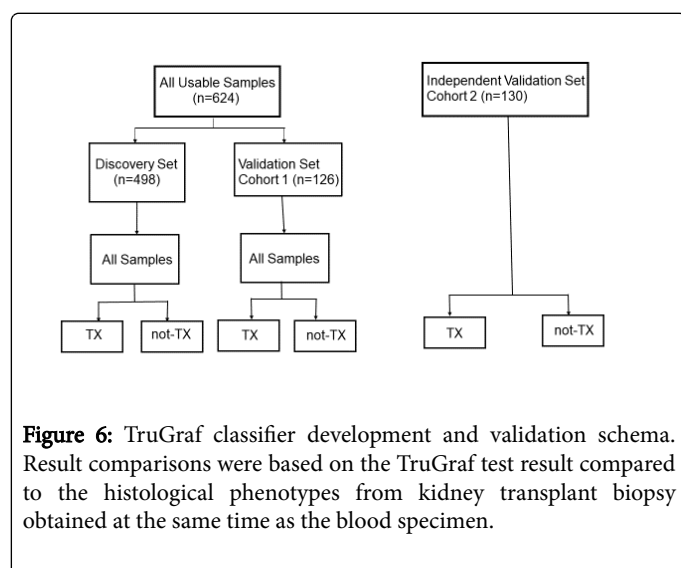 All Usable Samples
(n=624)
Independent Validation Set
Cohort 2 (n=130)
Discovery Set
(n=498)
Validation Set
Cohort 1 (n=126)
All Samples
All Samples
TX
not-TX
TX
not-TX
TX
not-TX
Figure 6: TruGraf classifier development and validation schema.
Result comparisons were based on the TruGraf test result compared
to the histological phenotypes from kidney transplant biopsy
obtained at the same time as the blood specimen.